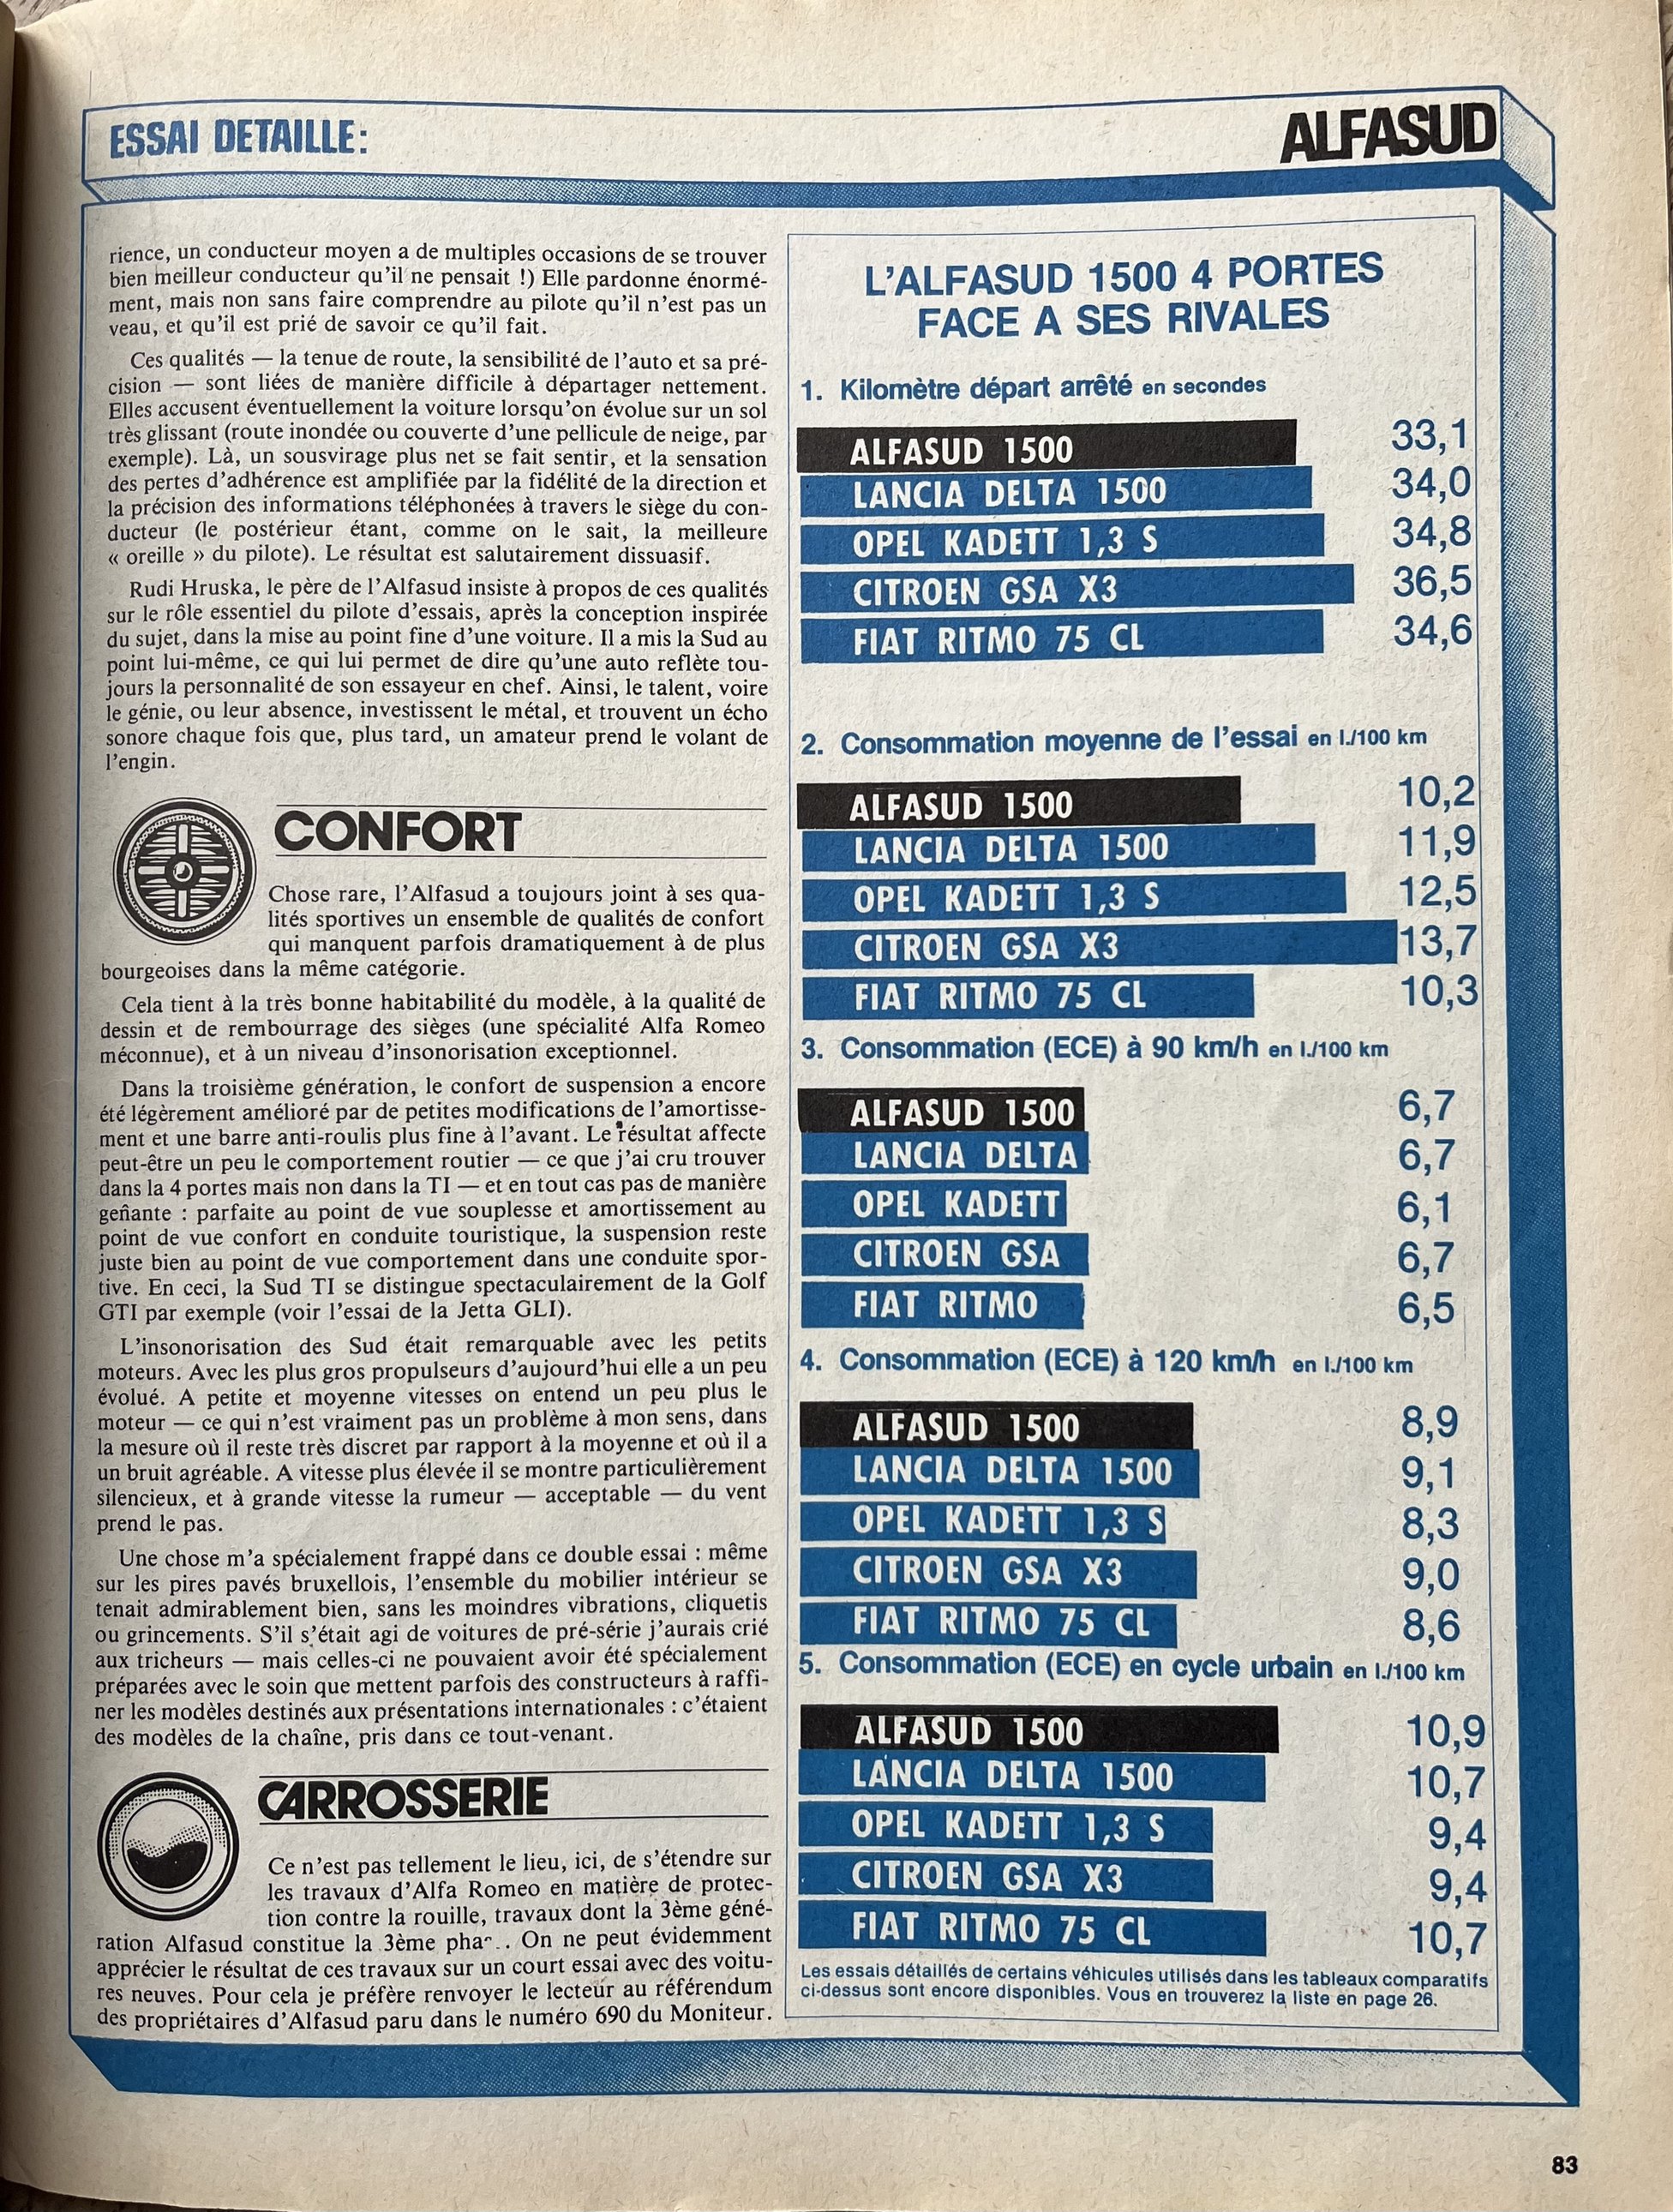 ESSAI DETAILLE:
ALFASUD
rience, un conducteur moyen a de multiples occasions de se trouver
bien meilleur conducteur qu'il ne pensait !) Elle pardonne énormé-
ment, mais non sans faire comprendre au pilote qu'il n'est pas un
veau, et qu'il est prié de savoir ce qu'il fait.
Ces qualités — la tenue de route, la sensibilité de l'auto et sa pré-
cision — sont liées de manière difficile à départager nettement.
Elles accusent éventuellement la voiture lorsqu'on évolue sur un sol
très glissant (route inondée ou couverte d'une pellicule de neige, par
exemple). Là, un sousvirage plus net se fait sentir, et la sensation
des pertes d'adhérence est amplifiée par la fidélité de la direction et
la précision des informations téléphonées à travers le siège du con-
ducteur (le postérieur étant, comme on le sait, la meilleure
« oreille » du pilote). Le résultat est salutairement dissuasif.
Rudi Hruska, le père de l'Alfasud insiste à propos de ces qualités
sur le rôle essentiel du pilote d'essais, après la conception inspirée
du sujet, dans la mise au point fine d'une voiture. Il a mis la Sud au
point lui-même, ce qui lui permet de dire qu'une auto reflète tou-
jours la personnalité de son essayeur en chef. Ainsi, le talent, voire
le génie, ou leur absence, investissent le métal, et trouvent un écho
sonore chaque fois que, plus tard, un amateur prend le volant de
l'engin.
CONFORT
Chose rare, l'Alfasud a toujours joint à ses qua-
lités sportives un ensemble de qualités de confort
qui manquent parfois dramatiquement à de plus
bourgeoises dans la même catégorie.
Cela tient à la très bonne habitabilité du modèle, à la qualité de
dessin et de rembourrage des sièges (une spécialité Alfa Romeo
méconnue), et à un niveau d'insonorisation exceptionnel.
Dans la troisième génération, le confort de suspension a encore
été légèrement amélioré par de petites modifications de l'amortisse-
ment et une barre anti-roulis plus fine à l'avant. Le résultat affecte
peut-être un peu le comportement routier — ce que j'ai cru trouver
dans la 4 portes mais non dans la TI — et en tout cas pas de manière
geñante : parfaite au point de vue souplesse et amortissement au
point de vue confort en conduite touristique, la suspension reste
juste bien au point de vue comportement dans une conduite spor-
tive. En ceci, la Sud TI se distingue spectaculairement de la Golf
GTI par exemple (voir l'essai de la Jetta GLI).
L'insonorisation des Sud était remarquable avec les petits
moteurs. Avec les plus gros propulseurs d'aujourd'hui elle a un peu
évolué. A petite et moyenne vitesses on entend un peu plus le
moteur — ce qui n'est vraiment pas un problème à mon sens, dans
la mesure où il reste très discret par rapport à la moyenne et où il a
un bruit agréable. A vitesse plus élevée il se montre particulièrement
silencieux, et à grande vitesse la rumeur — acceptable — du vent
prend le pas.
Une chose m'a spécialement frappé dans ce double essai : même
sur les pires pavés bruxellois, l'ensemble du mobilier intérieur se
tenait admirablement bien, sans les moindres vibrations, cliquetis
ou grincements. S'il s'était agi de voitures de pré-série j'aurais crié
aux tricheurs — mais celles-ci ne pouvaient avoir été spécialement
préparées avec le soin que mettent parfois des constructeurs à raffi-
ner les modèles destinés aux présentations internationales : c'étaient
des modèles de la chaîne, pris dans ce tout-venant.
CARROSSERIE
Ce n'est pas tellement le lieu, ici, de s'étendre sur
les travaux d'Alfa Romeo en matière de protec-
tion contre la rouille, travaux dont la 3ème géné-
ration Alfasud constitue la 3ème On ne peut évidemment
apprécier le résultat de ces travaux sur un court essai avec des voitu-
res neuves. Pour cela je préfère renvoyer le lecteur au référendum
des propriétaires d'Alfasud paru dans le numéro 690 du Moniteur.
L'ALFASUD 1500 4 PORTES
FACE A SES RIVALES
1. Kilomètre départ arrêté en secondes
ALFASUD 1500 33,1
LANCIA DELTA 1500 34,0
OPEL KADETT 1,3 S 34,8
CITROEN GSA X3 36,5
FIAT RITMO 75 CL 34,6
2. Consommation moyenne de l'essai en l./100 km
ALFASUD 1500 10,2
LANCIA DELTA 1500 11,9
OPEL KADETT 1,3 S 12,5
CITROEN GSA X3 13,7
FIAT RITMO 75 CL 10,3
3. Consommation (ECE) à 90 km/h en l./100 km
ALFASUD 1500 6,7
LANCIA DELTA 6,7
OPEL KADETT 6,1
CITROEN GSA 6,7
FIAT RITMO 6,5
4. Consommation (ECE) à 120 km/h en l./100 km
ALFASUD 1500 8,9
LANCIA DELTA 1500 9,1
OPEL KADETT 1,3 S 8,3
CITROEN GSA X3 9,0
FIAT RITMO 75 CL 8,6
5. Consommation (ECE) en cycle urbain en l./100 km
ALFASUD 1500 10,9
LANCIA DELTA 1500 10,7
OPEL KADETT 1,3 S 9,4
CITROEN GSA X3 9,4
FIAT RITMO 75 CL 10,7
Les essais détaillés de certains véhicules utilisés dans les tableaux comparatifs
ci-dessus sont encore disponibles. Vous en trouverez la liste en page 26.
83